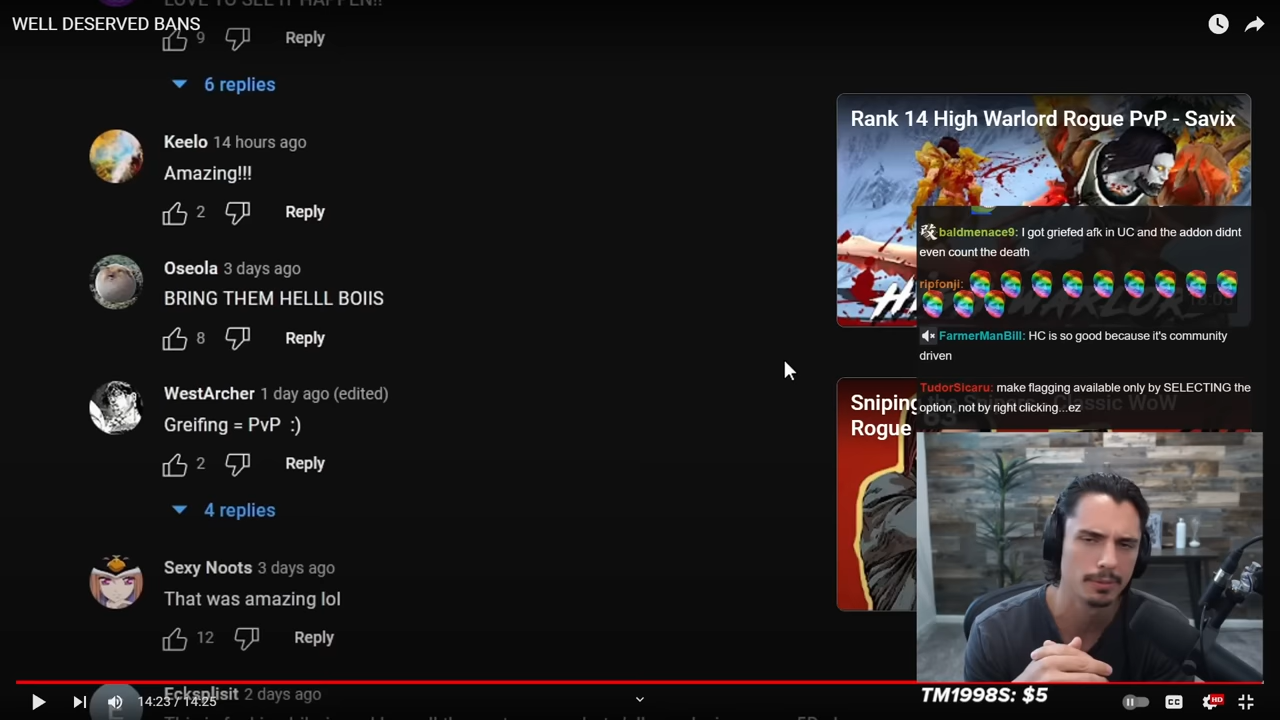 LOVE TO SEE IT HAPPEN!!
WELL DESERVED BANS
9 Reply
6 replies
Keelo 14 hours ago
Amazing!!!
2 Reply
Oseola 3 days ago
BRING THEM HELLL BOIIS
8 Reply
WestArcher 1 day ago (edited)
Greifing = PvP :)
2 Reply
4 replies
Sexy Noots 3 days ago
That was amazing lol
12 Reply
Ecksplisit 2 days ago
14:23 / 14:25
Rank 14 High Warlord Rogue PvP - Savix
baldmenace9: I got griefed afk in UC and the addon didnt
even count the death
ripfonji:
FarmerManBill: HC is so good because it's community
driven
TudorSicaru: make flagging available only by SELECTING the
option, not by right clicking...ez
Sniping the Snipers - Classic WoW
Rogue
TM1998S: $5
CC
HD